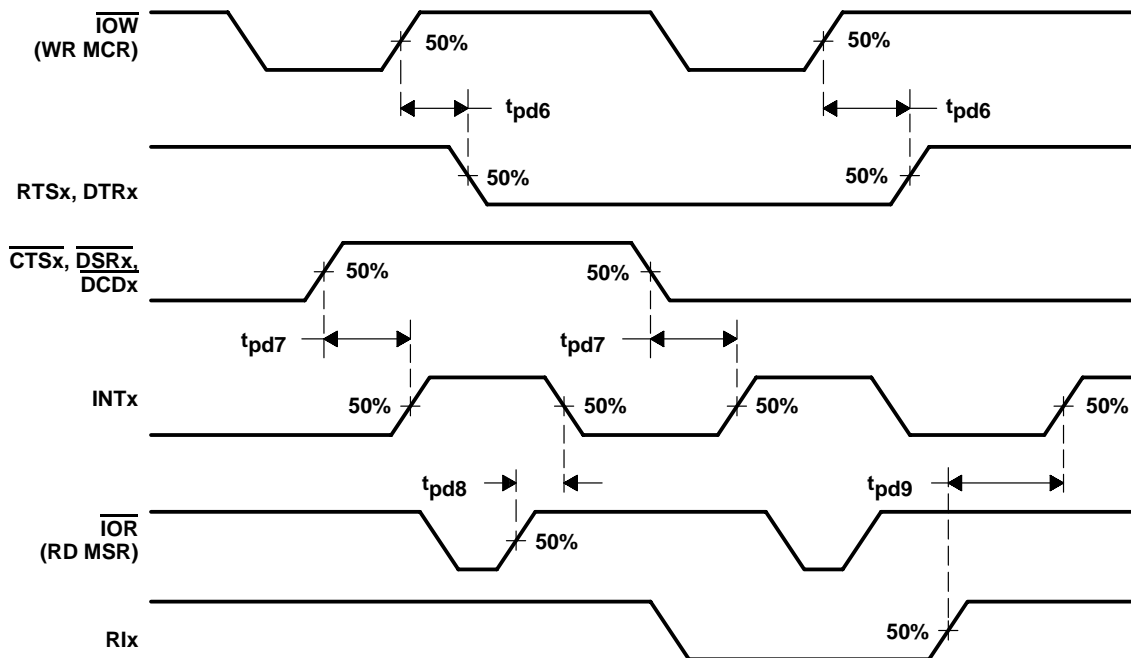 IOW
(WR MCR)
50%
50%
tpd6
tpd6
RTSx, DTRx
50%
50%
CTSx, DSRx,
DCDx
50%
50%
tpd7
tpd7
INTx
50%
50%
50%
50%
tpd8
tpd9
IOR
(RD MSR)
50%
RIx
50%